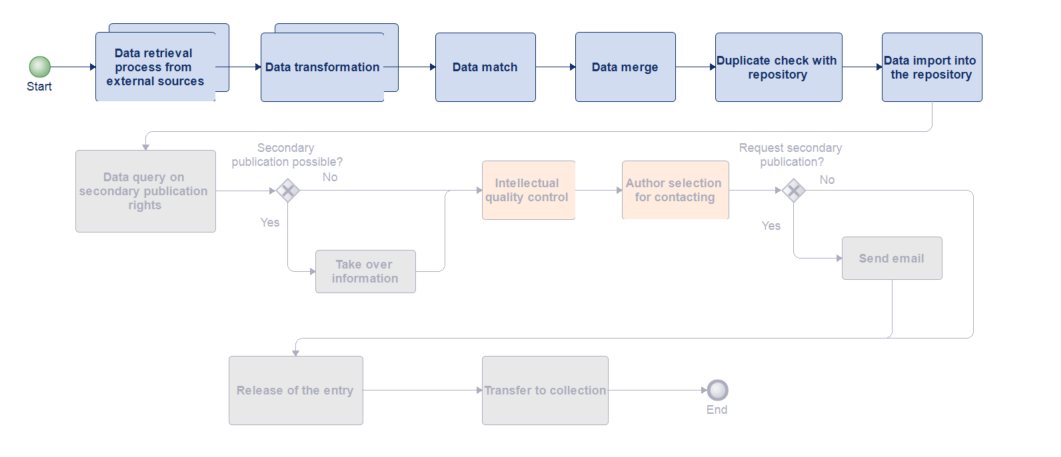 Start
Data retrieval
process from
external sources
Data transformation
Data match
Data merge
Duplicate check with
repository
Data import into
the repository
Data query on
secondary publication
rights
Secondary
publication possible?
No
Yes
Take over
information
Intellectual
quality control
Author selection
for contacting
Request secondary
publication?
No
Yes
Send email
Release of the entry
Transfer to collection
End